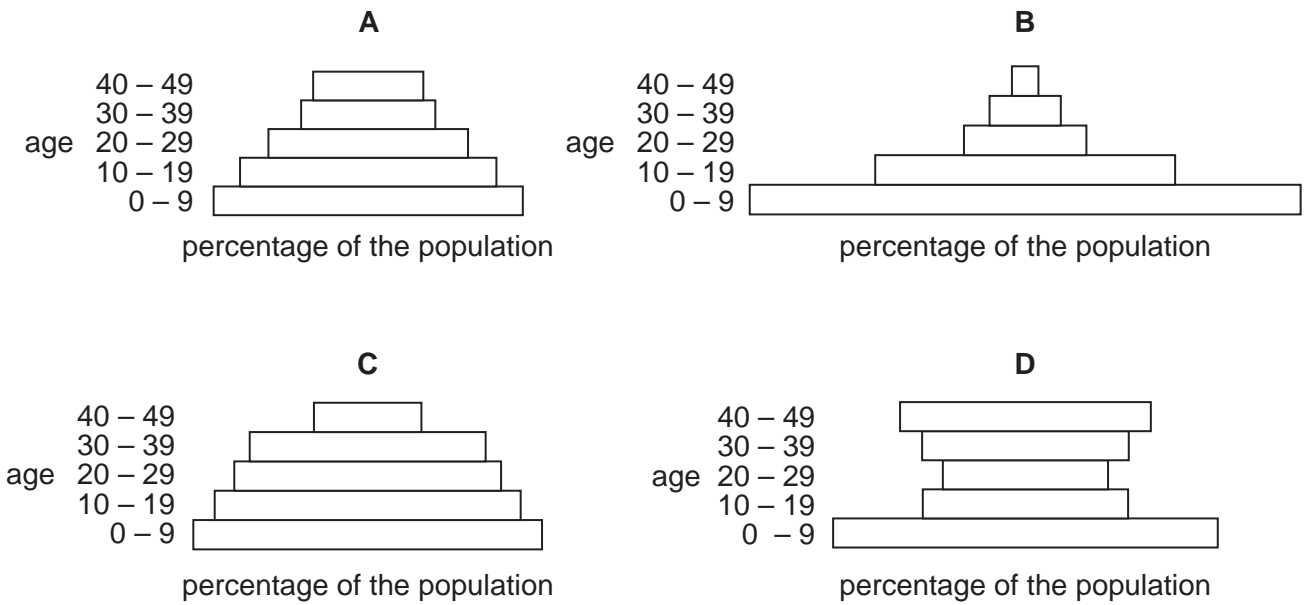 A
40 – 49
30 – 39
age 20 – 29
10 – 19
0 – 9
percentage of the population
B
40 – 49
30 – 39
age 20 – 29
10 – 19
0 – 9
percentage of the population
C
40 – 49
30 – 39
age 20 – 29
10 – 19
0 – 9
percentage of the population
D
40 – 49
30 – 39
age 20 – 29
10 – 19
0 – 9
percentage of the population